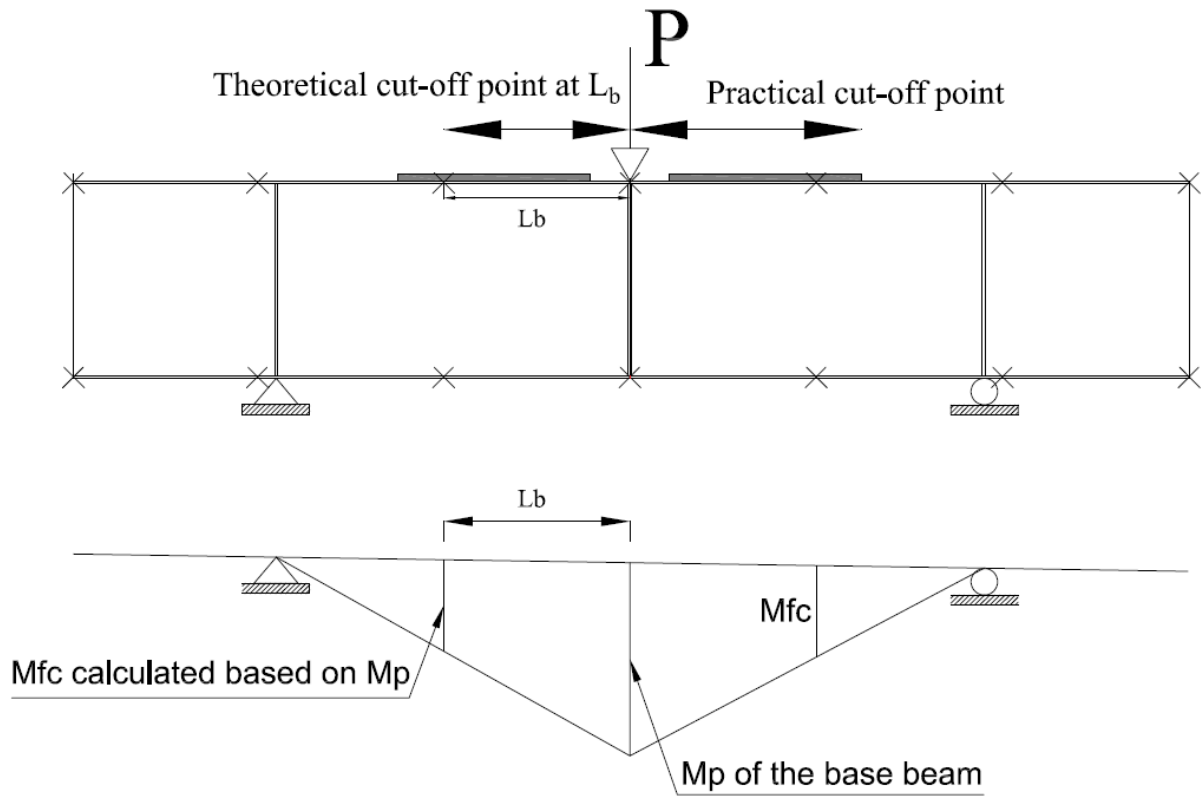 P
Theoretical cut-off point at Lb
Practical cut-off point
Lb
Lb
Mfc
Mfc calculated based on Mp
Mp of the base beam